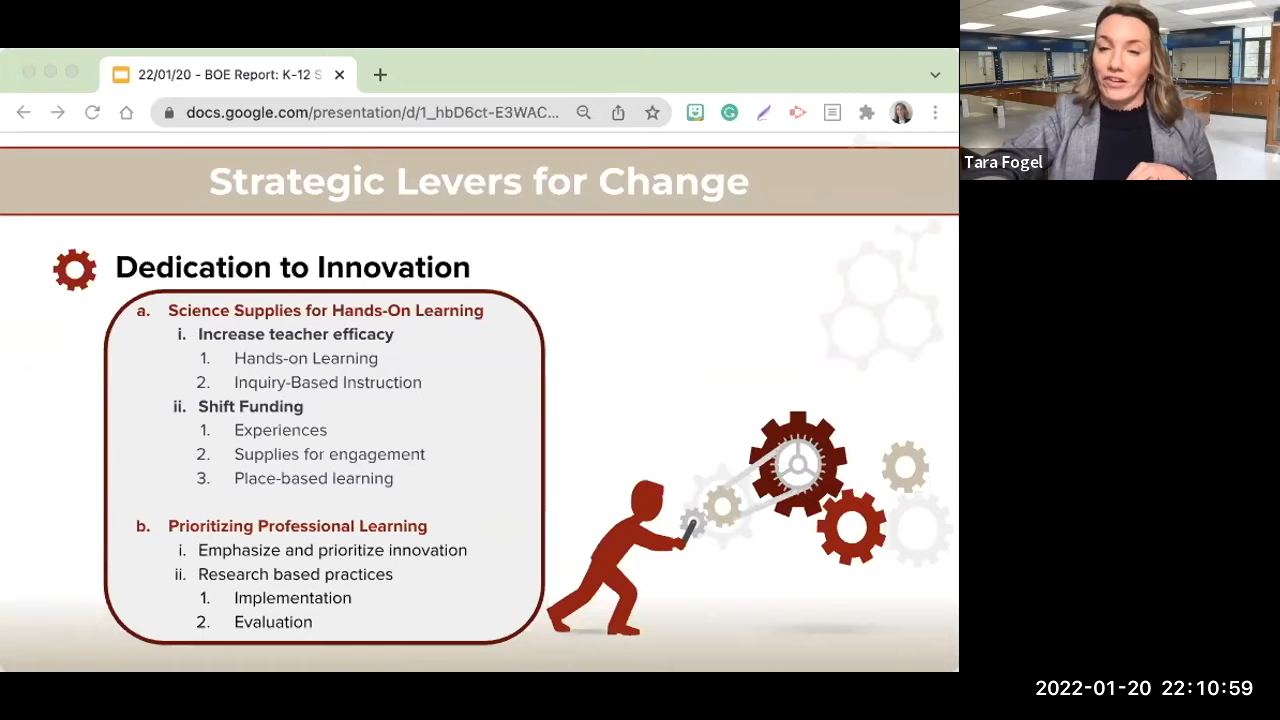 22/01/20 - BOE Report: K-12 S
docs.google.com/presentation/d/1_hbD6ct-E3WAC...
Tara Fogel
Strategic Levers for Change
Dedication to Innovation
a. Science Supplies for Hands-On Learning
i. Increase teacher efficacy
1. Hands-on Learning
2. Inquiry-Based Instruction
ii. Shift Funding
1. Experiences
2. Supplies for engagement
3. Place-based learning
b. Prioritizing Professional Learning
i. Emphasize and prioritize innovation
ii. Research based practices
1. Implementation
2. Evaluation
2022-01-20 22:10:59